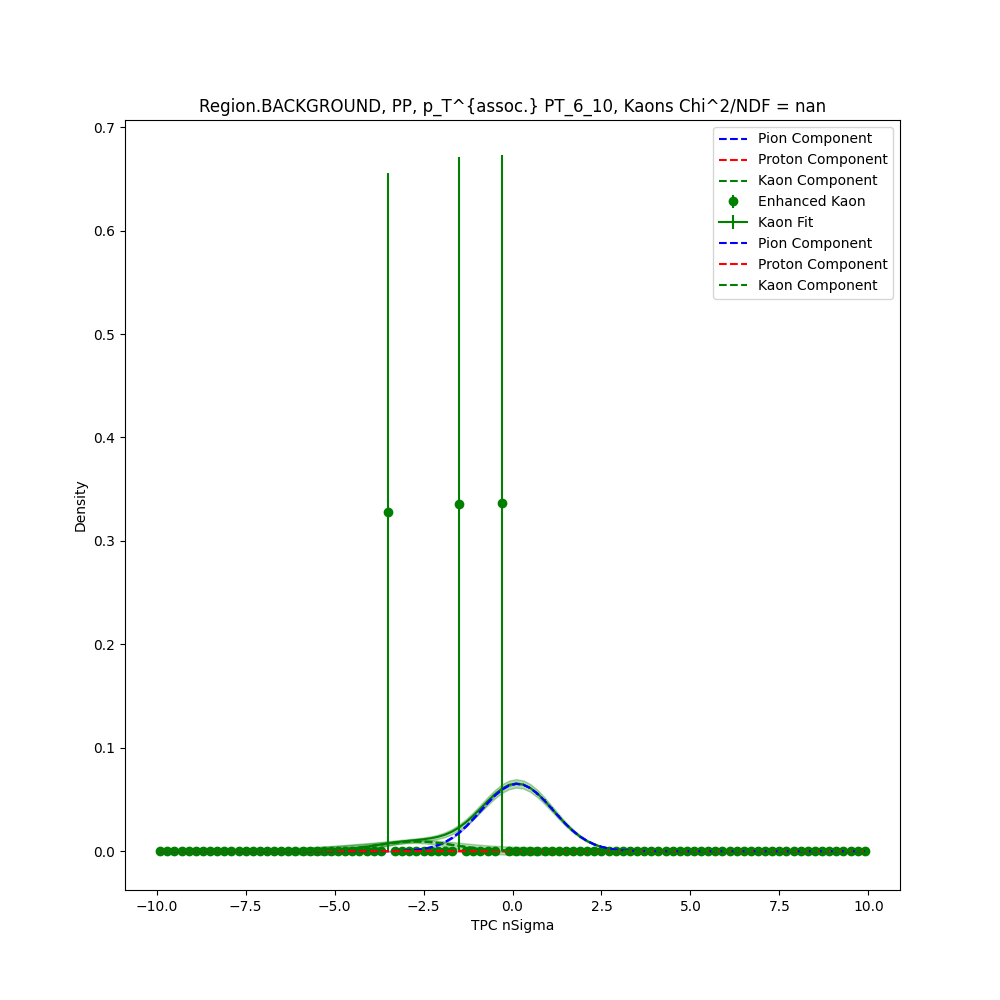 Region.BACKGROUND, PP, p_T^{assoc.} PT_6_10, Kaons Chi^2/NDF = nan
Pion Component
Proton Component
Kaon Component
Enhanced Kaon
Kaon Fit
Pion Component
Proton Component
Kaon Component
0.7
0.6
0.5
0.4
0.3
0.2
0.1
0.0
Density
−10.0 −7.5 −5.0 −2.5 0.0 2.5 5.0 7.5 10.0
TPC nSigma